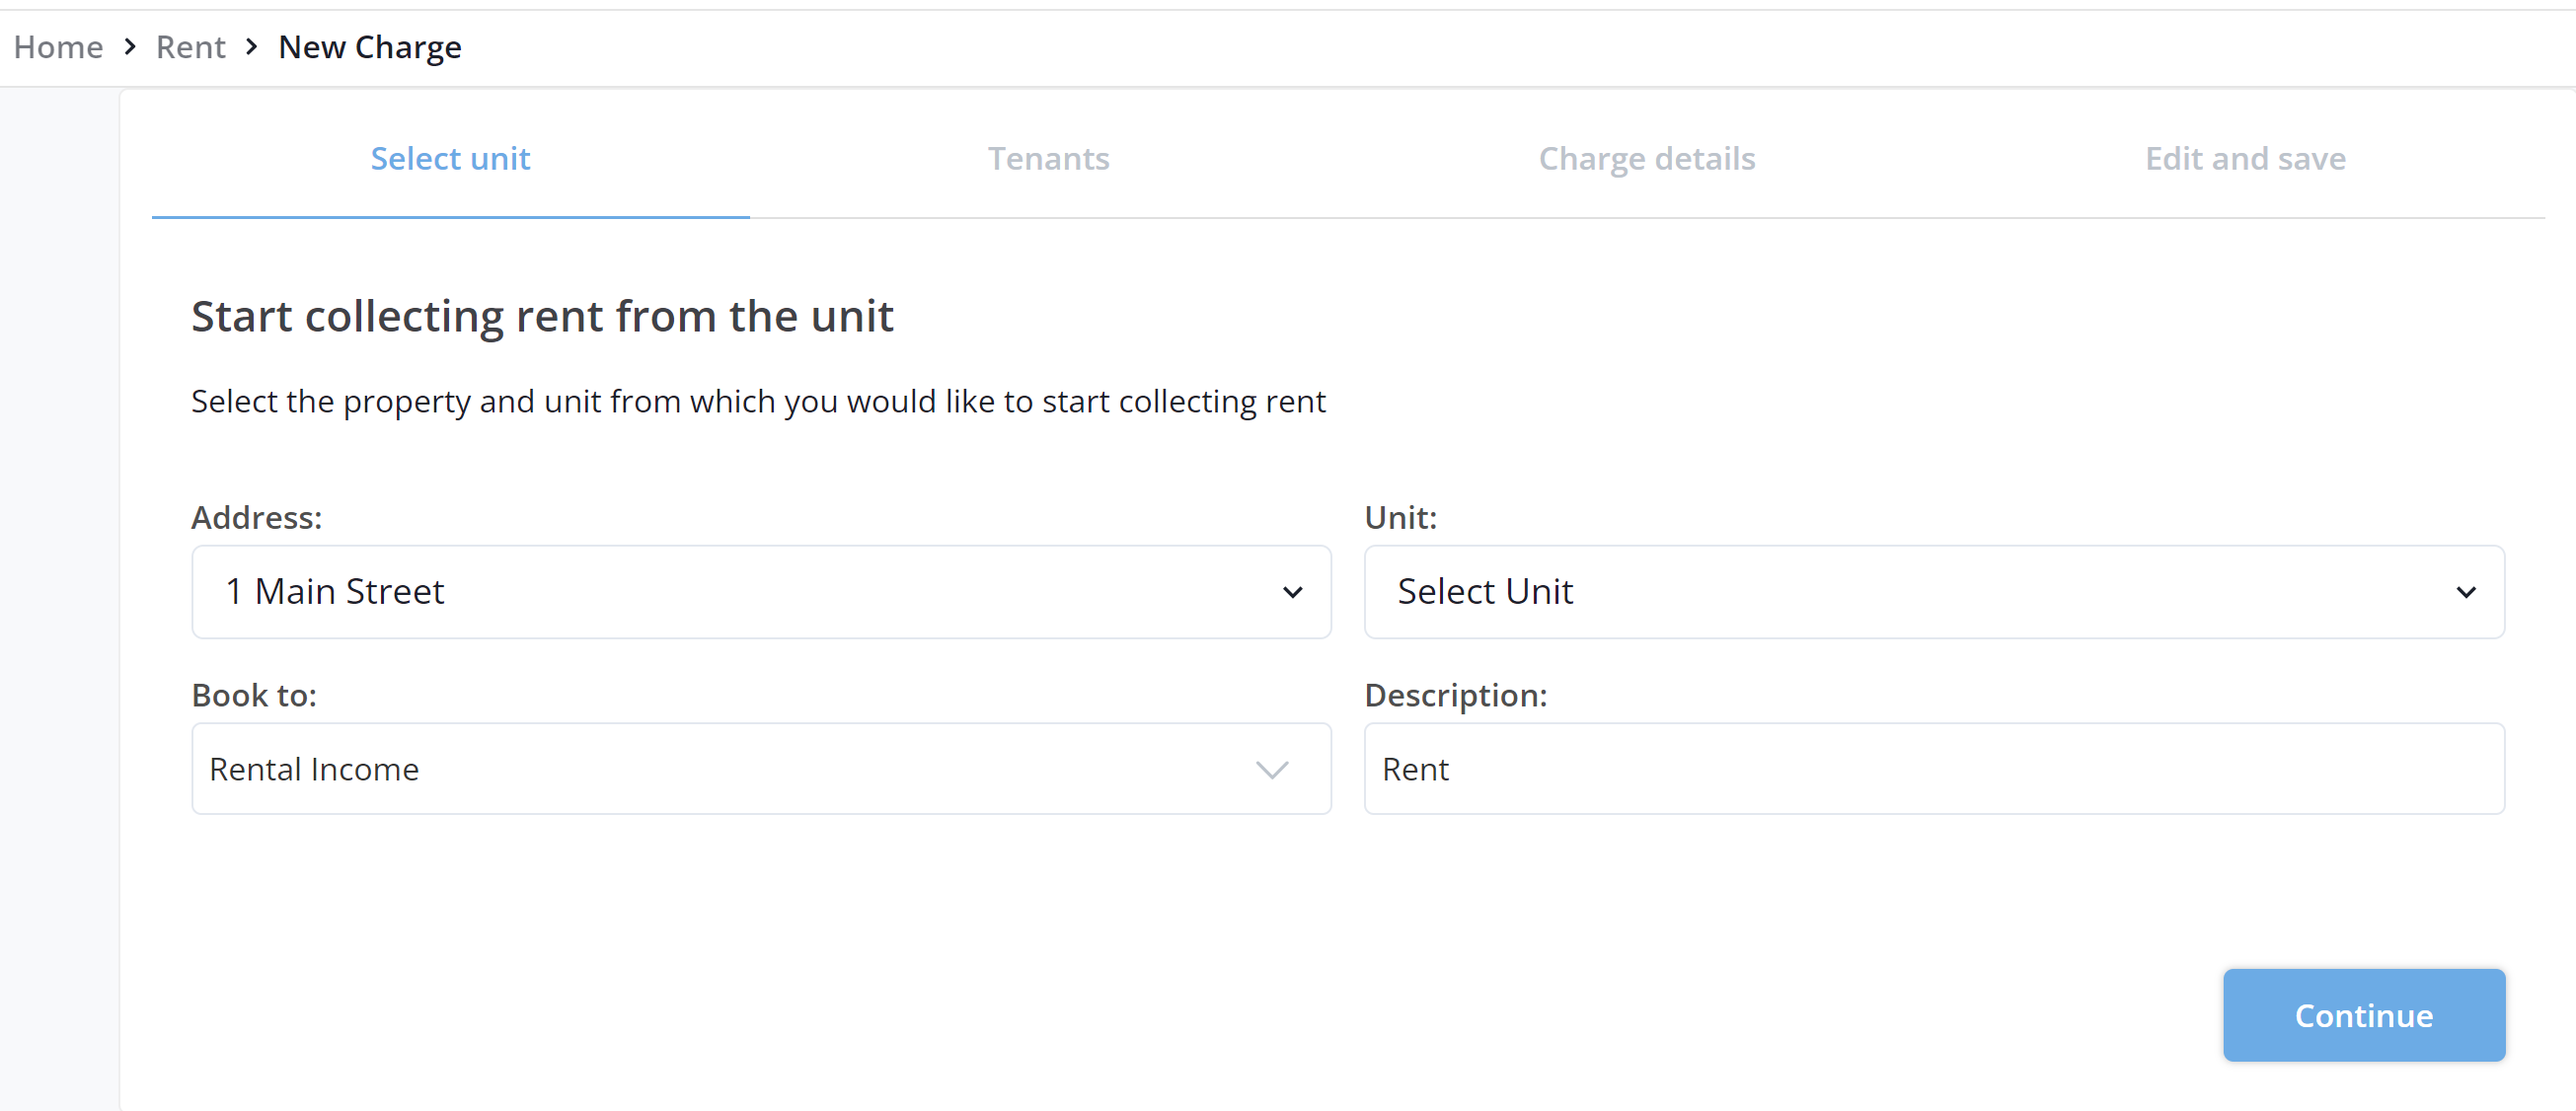 Home > Rent > New Charge
Select unit Tenants Charge details Edit and save
Start collecting rent from the unit
Select the property and unit from which you would like to start collecting rent
Address: Unit:
1 Main Street Select Unit
Book to: Description:
Rental Income Rent
Continue